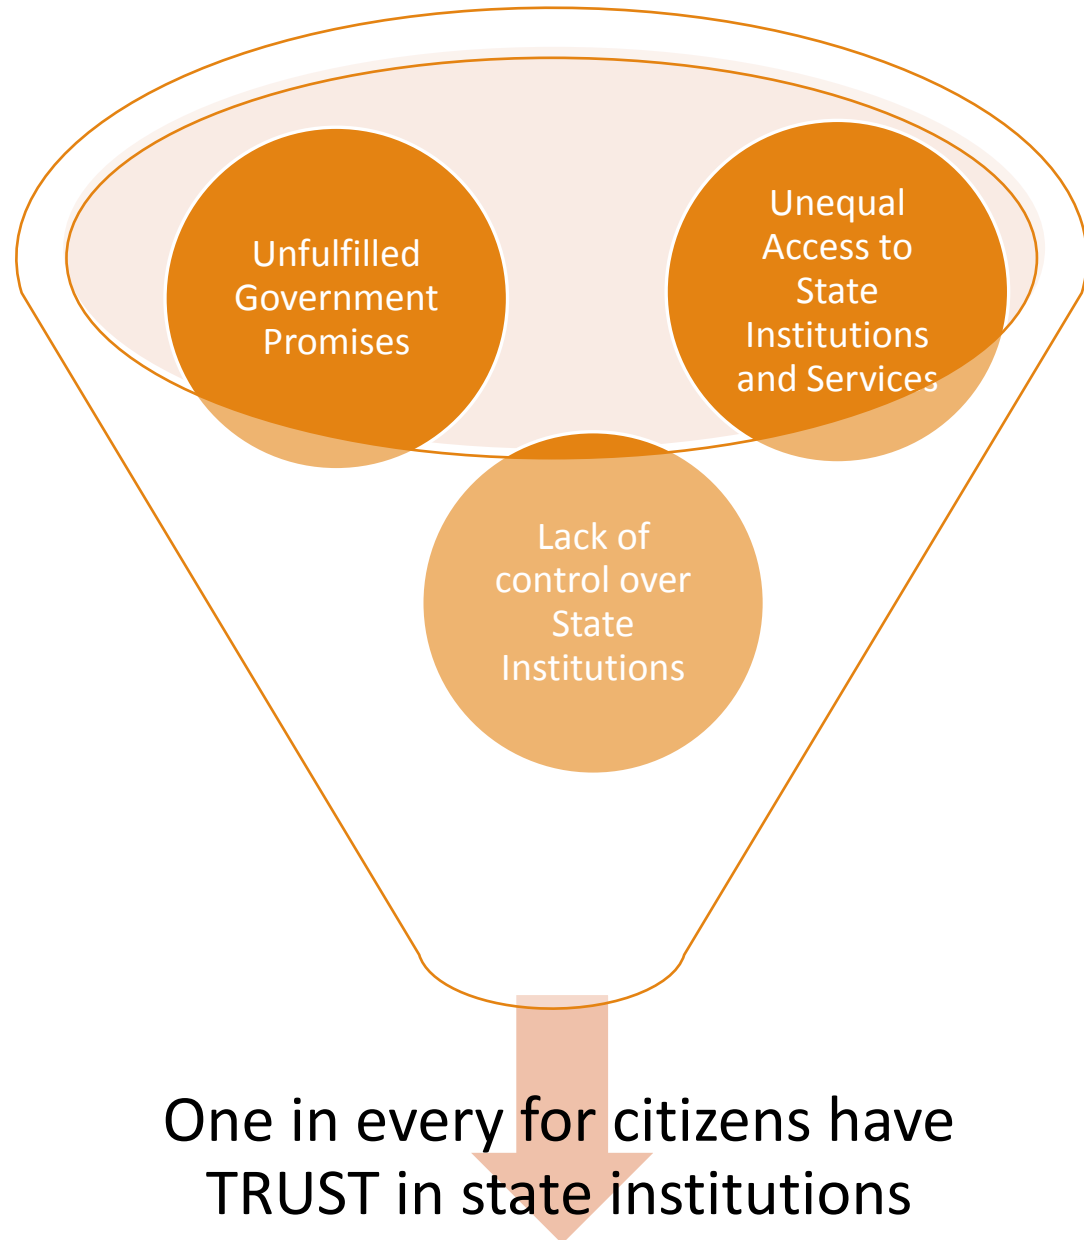 Unfulfilled
Government
Promises
Unequal
Access to
State
Institutions
and Services
Lack of
control over
State
Institutions
One in every for citizens have
TRUST in state institutions